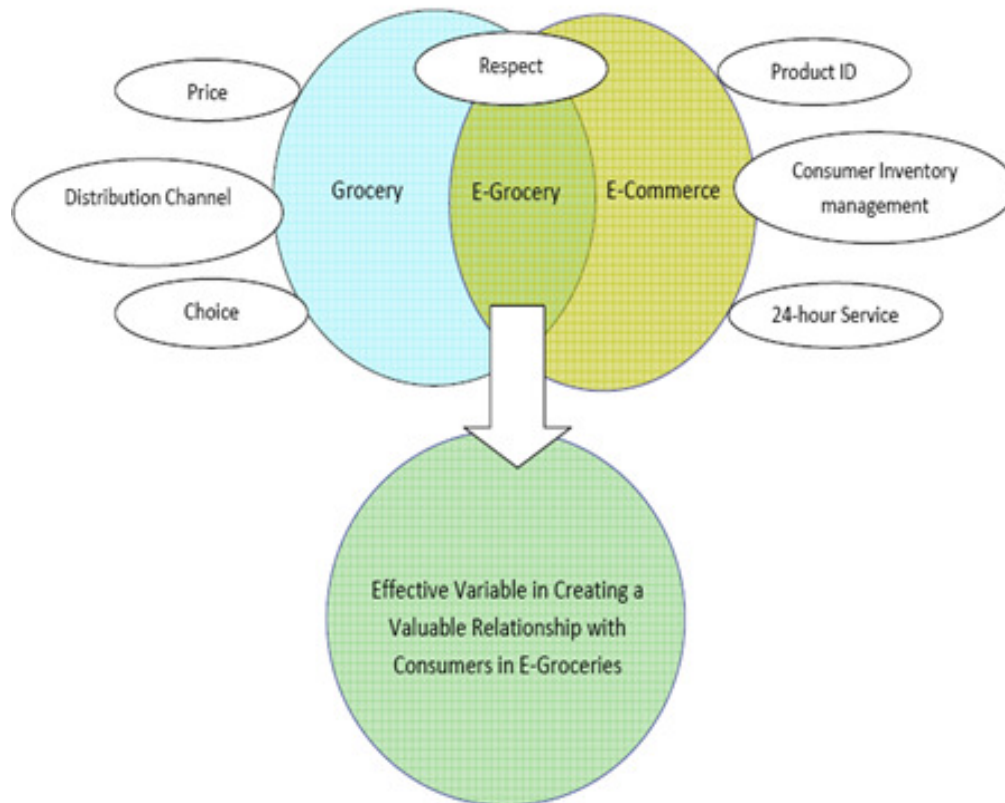 Respect
Price
Product ID
Distribution Channel
Grocery
E-Grocery
E-Commerce
Consumer Inventory
management
Choice
24-hour Service
Effective Variable in Creating a
Valuable Relationship with
Consumers in E-Groceries